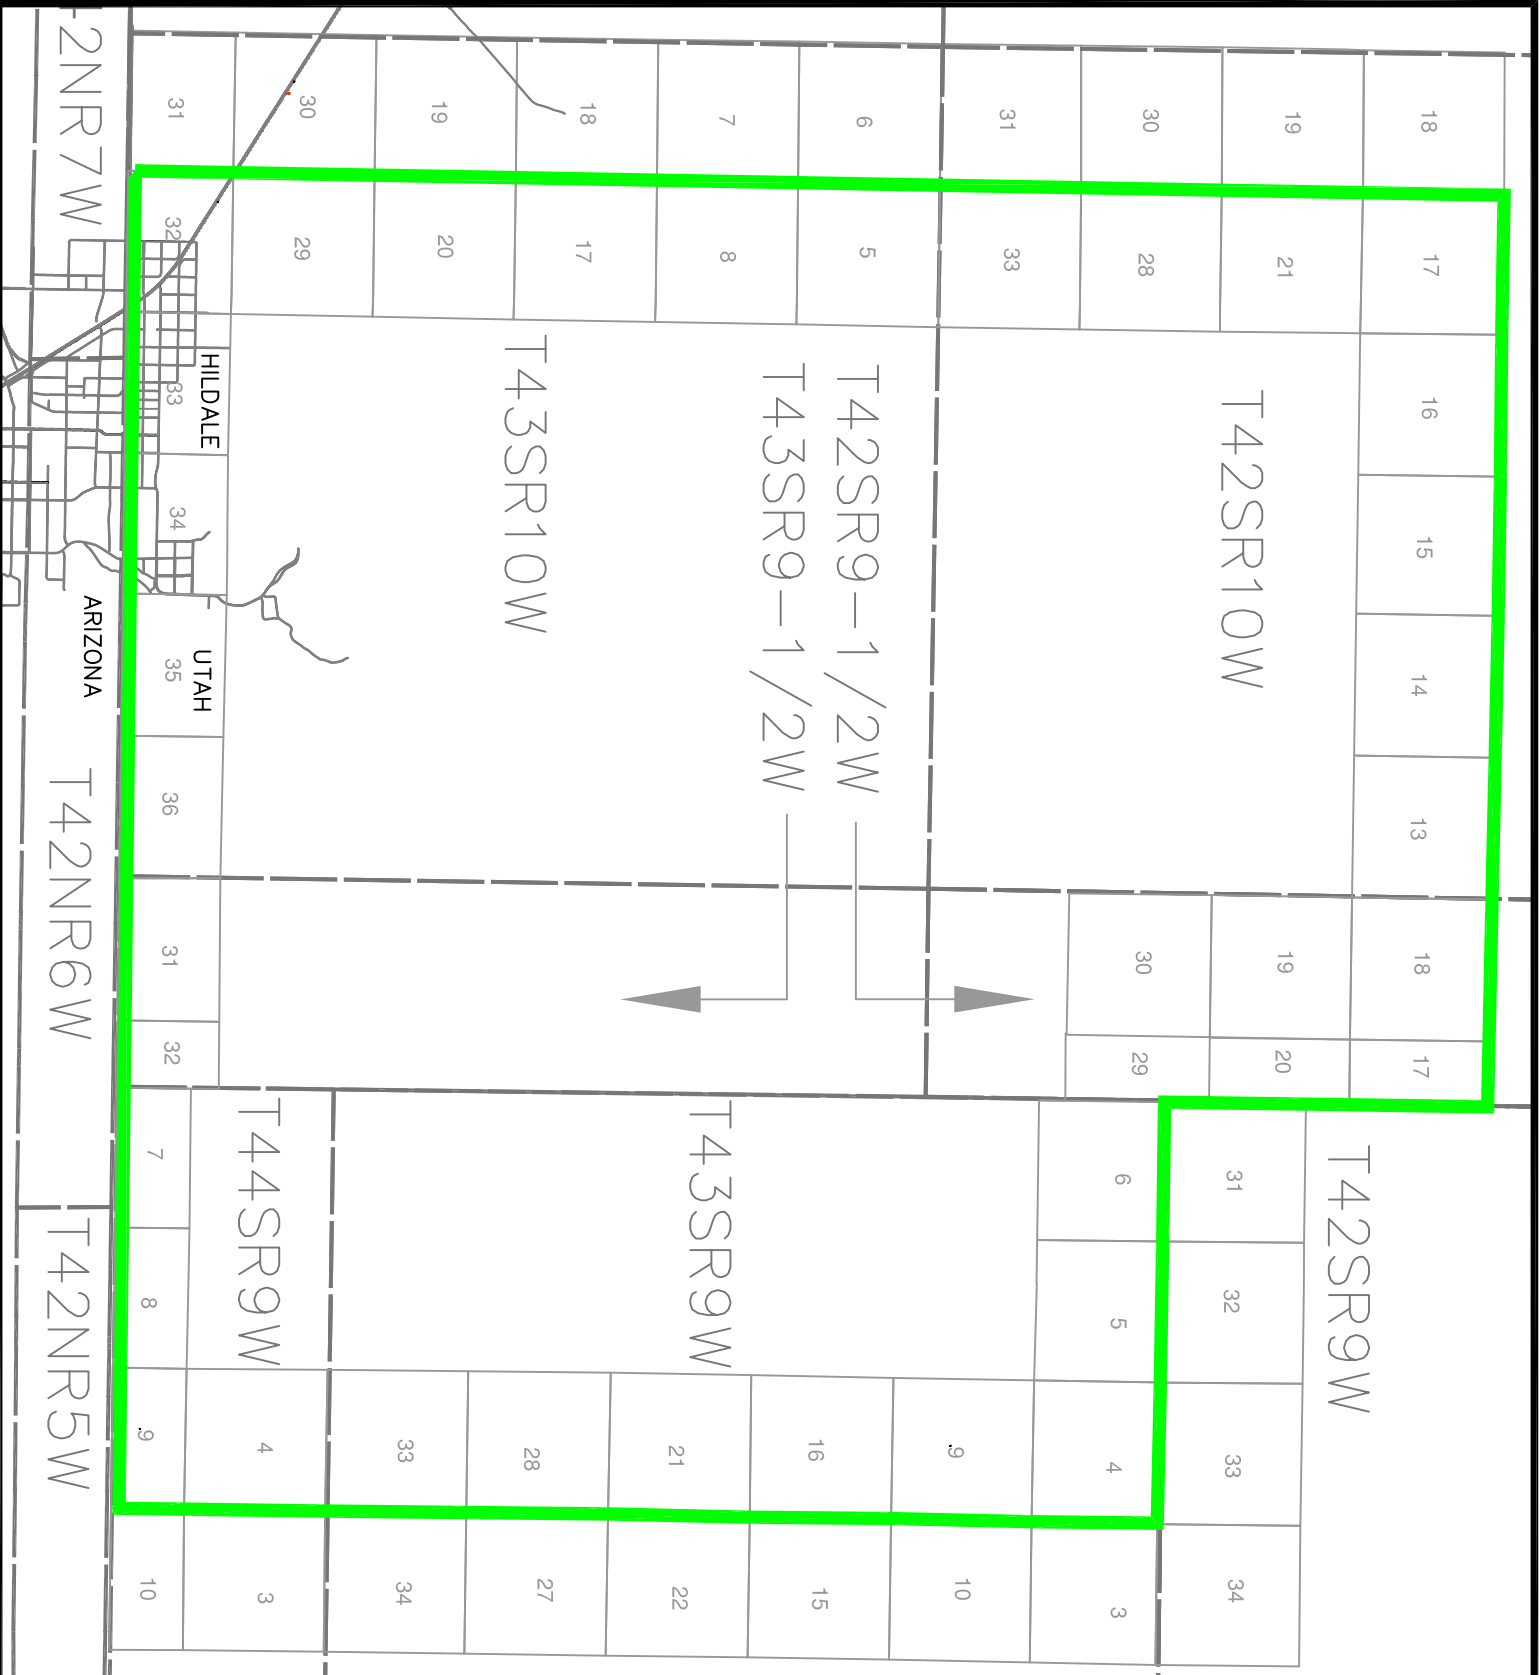 18 17 16 15 14 13 18 17
T42SR9W
19 21 19 20
T42SR10W
31 32 33 34
30 28 30 29
6 5 4 3
31 33
9 10
6 5
T42SR9-1/2W
16 15
T43SR9-1/2W
7 8
T43SR9W
21 22
18 17
28 27
T43SR10W
19 20
33 34
30 29
4 3
T44SR9W
HILDALE
UTAH
31 32 33 34 35 36 31 32
7 8 9 10
ARIZONA
2NR7W T42NR6W T42NR5W